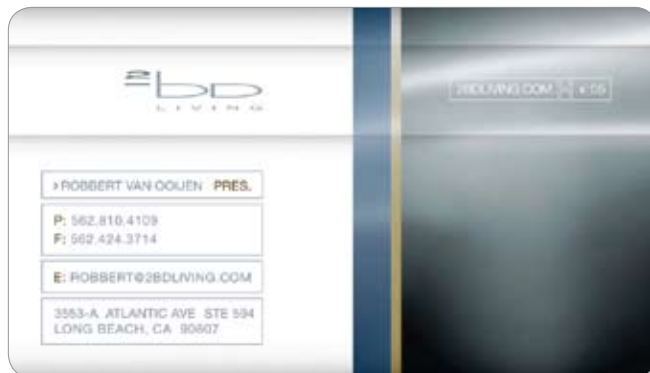 2bd
LIVING
2BDLIVING.COM
>ROBBERT VAN OOIJEN PRES.
P: 562.810.4109
F: 562.424.3714
E: ROBBERT@2BDLIVING.COM
3553-A ATLANTIC AVE STE 594
LONG BEACH, CA 90807